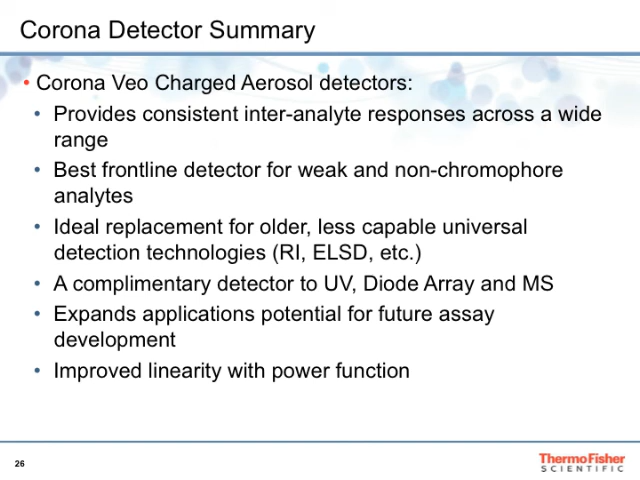 Corona Detector Summary
• Corona Veo Charged Aerosol detectors:
• Provides consistent inter-analyte responses across a wide
range
• Best frontline detector for weak and non-chromophore
analytes
• Ideal replacement for older, less capable universal
detection technologies (RI, ELSD, etc.)
• A complimentary detector to UV, Diode Array and MS
• Expands applications potential for future assay
development
• Improved linearity with power function
26
ThermoFisher
SCIENTIFIC